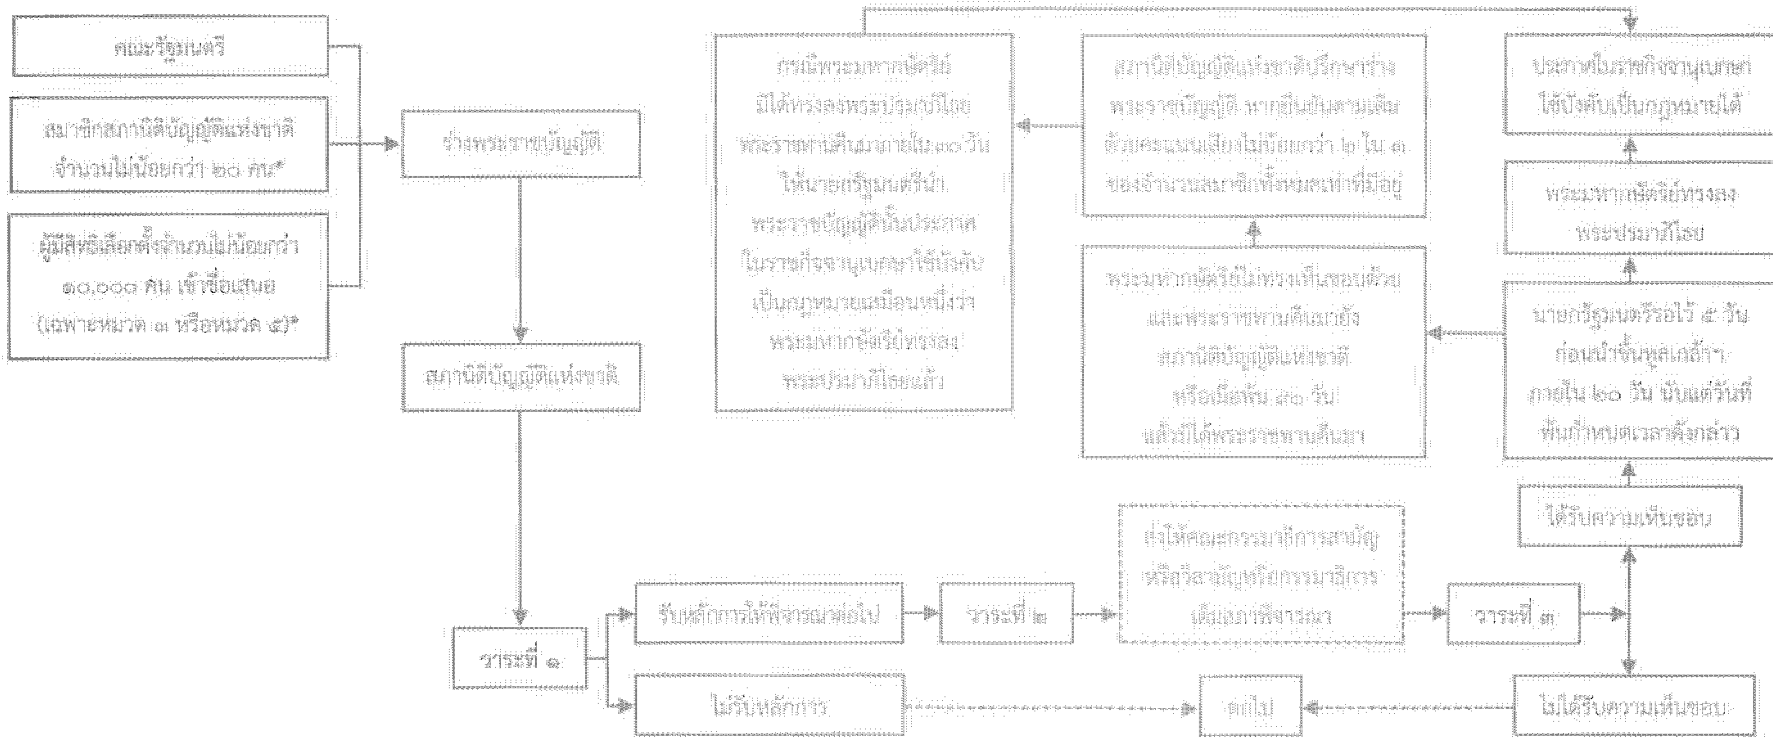 คณะรัฐมนตรี
สมาชิกสภานิติบัญญัติแห่งชาติ
จำนวนไม่น้อยกว่า ๒๐ คน*
ผู้มีสิทธิเลือกตั้งจำนวนไม่น้อยกว่า
๑๐,๐๐๐ คน เข้าชื่อเสนอ
(เฉพาะหมวด ๓ หรือหมวด ๕)*
ร่างพระราชบัญญัติ
สภานิติบัญญัติแห่งชาติ
วาระที่ ๑
รับหลักการให้พิจารณาต่อไป
ไม่รับหลักการ
วาระที่ ๒
ส่งให้คณะกรรมาธิการสามัญ
หรือวิสามัญหรือกรรมาธิการ
เต็มสภาพิจารณา
วาระที่ ๓
ตกไป
ได้รับความเห็นชอบ
ไม่ได้รับความเห็นชอบ
นายกรัฐมนตรีรอไว้ ๕ วัน
ก่อนนำขึ้นทูลเกล้าฯ
ภายใน ๒๐ วัน นับแต่วันที่
พ้นกำหนดเวลาดังกล่าว
พระมหากษัตริย์ทรงลง
พระปรมาภิไธย
ประกาศในราชกิจจานุเบกษา
ใช้บังคับเป็นกฎหมายได้
พระมหากษัตริย์ไม่ทรงเห็นชอบด้วย
และพระราชทานคืนมายัง
สภานิติบัญญัติแห่งชาติ
หรือเมื่อพ้น ๙๐ วัน
แล้วมิได้พระราชทานคืนมา
สภานิติบัญญัติแห่งชาติปรึกษาร่าง
พระราชบัญญัติ หากยืนยันตามเดิม
ด้วยคะแนนเสียงไม่น้อยกว่า ๒ ใน ๓
ของจำนวนสมาชิกทั้งหมดเท่าที่มีอยู่
กรณีพระมหากษัตริย์
มิได้ทรงลงพระปรมาภิไธย
พระราชทานคืนมาภายใน ๓๐ วัน
ให้นายกรัฐมนตรีนำ
พระราชบัญญัตินั้นประกาศ
ในราชกิจจานุเบกษาใช้บังคับ
เป็นกฎหมายเสมือนหนึ่งว่า
พระมหากษัตริย์ทรงลง
พระปรมาภิไธยแล้ว